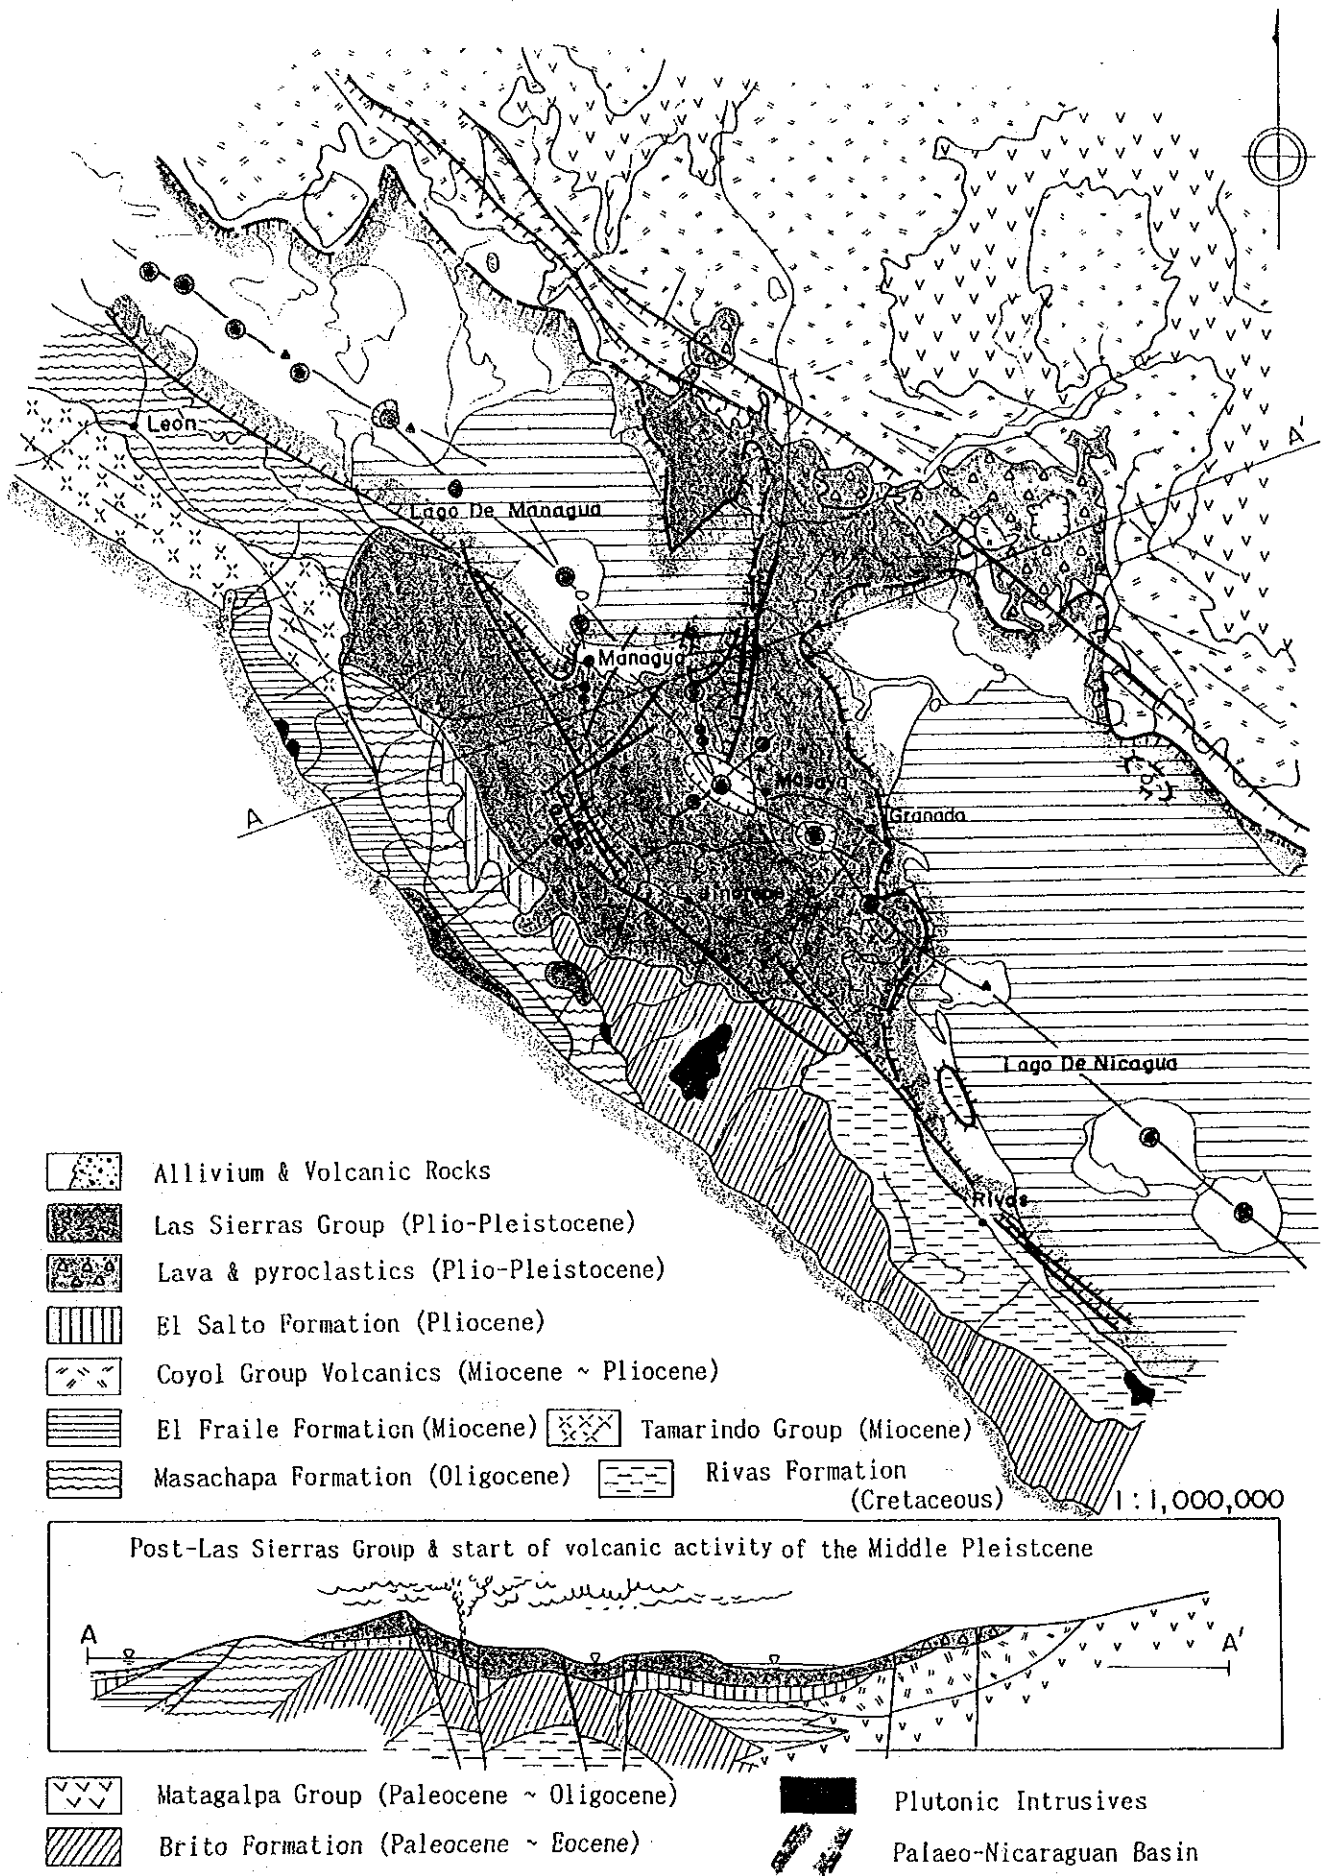 A'
León
Lago De Managua
Managua
A
Masaya
Granada
Lago De Nicagua
Rivas
Allivium & Volcanic Rocks
Las Sierras Group (Plio-Pleistocene)
Lava & pyroclastics (Plio-Pleistocene)
El Salto Formation (Pliocene)
Coyol Group Volcanics (Miocene ~ Pliocene)
El Fraile Formation (Miocene) Tamarindo Group (Miocene)
Masachapa Formation (Oligocene) Rivas Formation
(Cretaceous) 1:1,000,000
Post-Las Sierras Group & start of volcanic activity of the Middle Pleistcene
A A'
Matagalpa Group (Paleocene ~ Oligocene) Plutonic Intrusives
Brito Formation (Paleocene ~ Eocene) Palaeo-Nicaraguan Basin